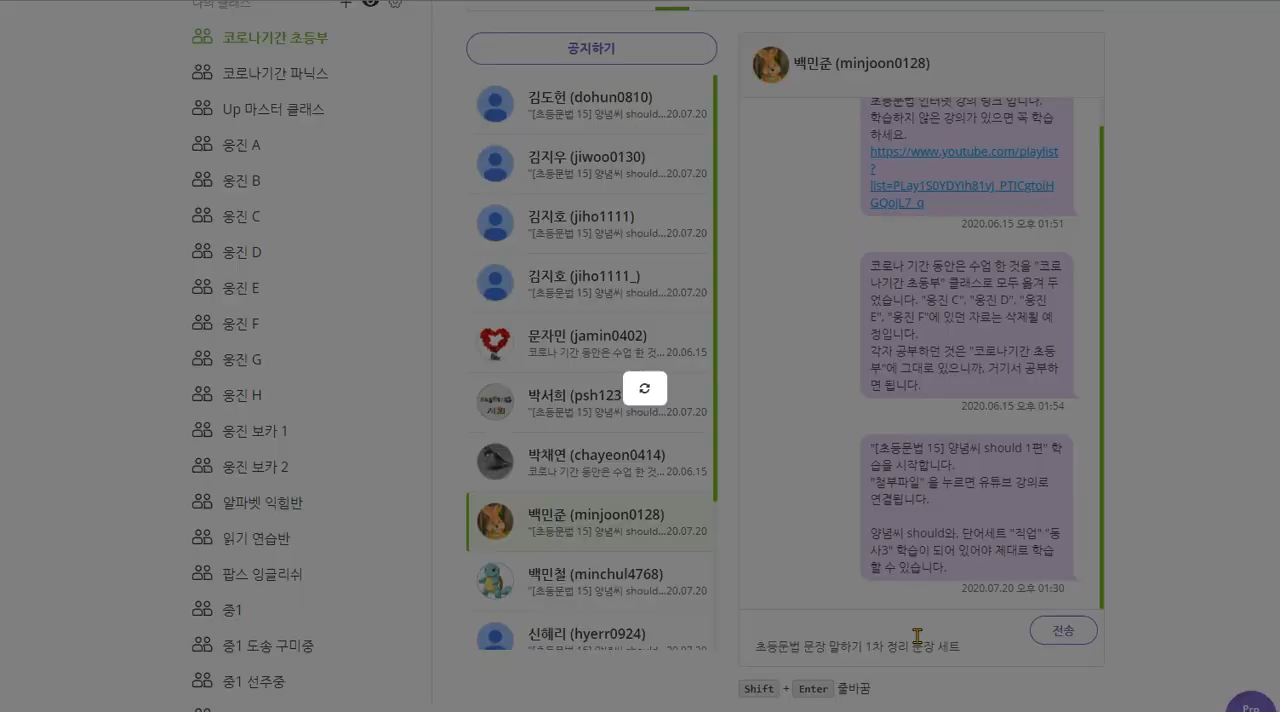 나의 클래스
코로나기간 초등부
코로나기간 파닉스
Up 마스터 클래스
웅진 A
웅진 B
웅진 C
웅진 D
웅진 E
웅진 F
웅진 G
웅진 H
웅진 보카 1
웅진 보카 2
알파벳 익힘반
읽기 연습반
팝스 잉글리쉬
중1
중1 도송 구미중
중1 선주중
공지하기
김도헌 (dohun0810)
"[초등문법 15] 양념씨 should...20.07.20
김지우 (jiwoo0130)
"[초등문법 15] 양념씨 should...20.07.20
김지호 (jiho1111)
"[초등문법 15] 양념씨 should...20.07.20
김지호 (jiho1111_)
"[초등문법 15] 양념씨 should...20.07.20
문자민 (jamin0402)
코로나 기간 동안은 수업 한 것...20.06.15
박서희 (psh123
"[초등문법 15] 양념씨 should...20.07.20
박채연 (chayeon0414)
코로나 기간 동안은 수업 한 것...20.06.15
백민준 (minjoon0128)
"[초등문법 15] 양념씨 should...20.07.20
백민철 (minchul4768)
"[초등문법 15] 양념씨 should...20.07.20
신혜리 (hyerr0924)
"[초등문법 15] 양념씨 should...20.07.20
백민준 (minjoon0128)
초등문법 인터넷 강의 링크 입니다.
학습하지 않은 강의가 있으면 꼭 학습
하세요.
https://www.youtube.com/playlist
?
2020.06.15 오후 01:51
코로나 기간 동안은 수업 한 것을 "코로
나기간 초등부" 클래스로 모두 옮겨 두
었습니다. "웅진 C", "웅진 D", "웅진
E", "웅진 F"에 있던 자료는 삭제될 예
정입니다.
각자 공부하던 것은 "코로나기간 초등
부"에 그대로 있으니까, 거기서 공부하
면 됩니다.
2020.06.15 오후 01:54
"[초등문법 15] 양념씨 should 1편" 학
습을 시작합니다.
"첨부파일" 을 누르면 유튜브 강의로
연결됩니다.
양념씨 should와, 단어세트 "직업" "동
사3" 학습이 되어 있어야 제대로 학습
할 수 있습니다.
2020.07.20 오후 01:30
초등문법 문장 말하기 1차 정리 문장 세트
전송
Shift + Enter 줄바꿈
Pro